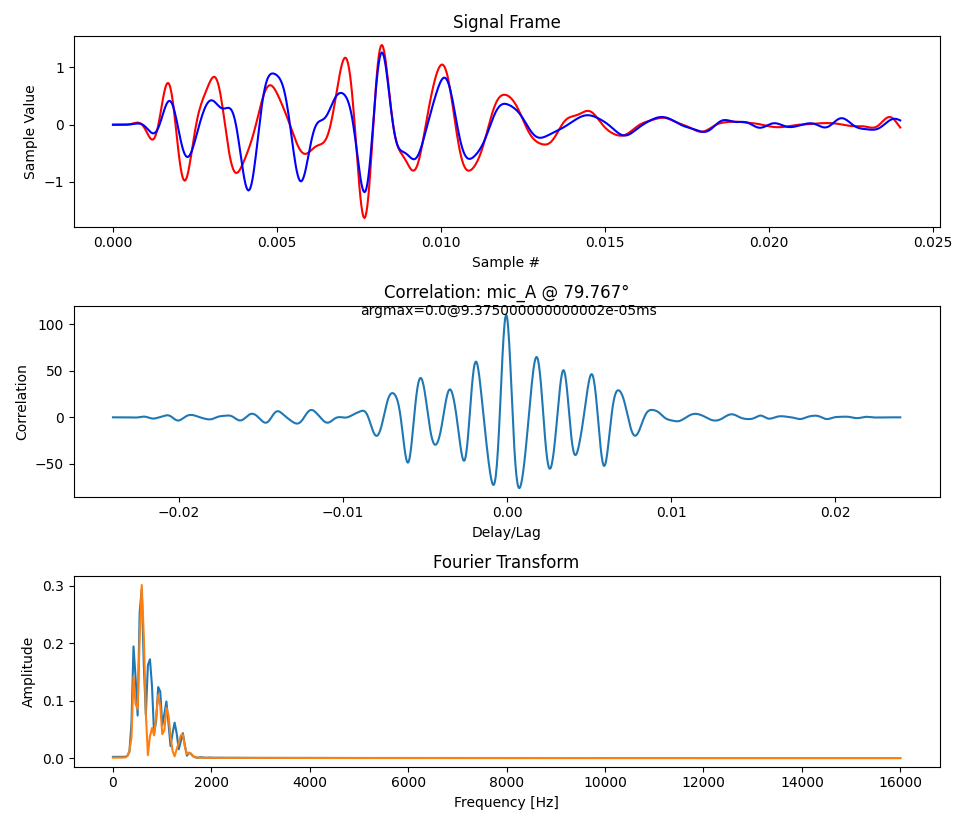 Signal Frame
Sample Value
1
0
−1
0.000 0.005 0.010 0.015 0.020 0.025
Sample #
Correlation: mic_A @ 79.767°
argmax=0.0@9.375000000000002e-05ms
Correlation
100
50
0
−50
−0.02 −0.01 0.00 0.01 0.02
Delay/Lag
Fourier Transform
Amplitude
0.3
0.2
0.1
0.0
0 2000 4000 6000 8000 10000 12000 14000 16000
Frequency [Hz]